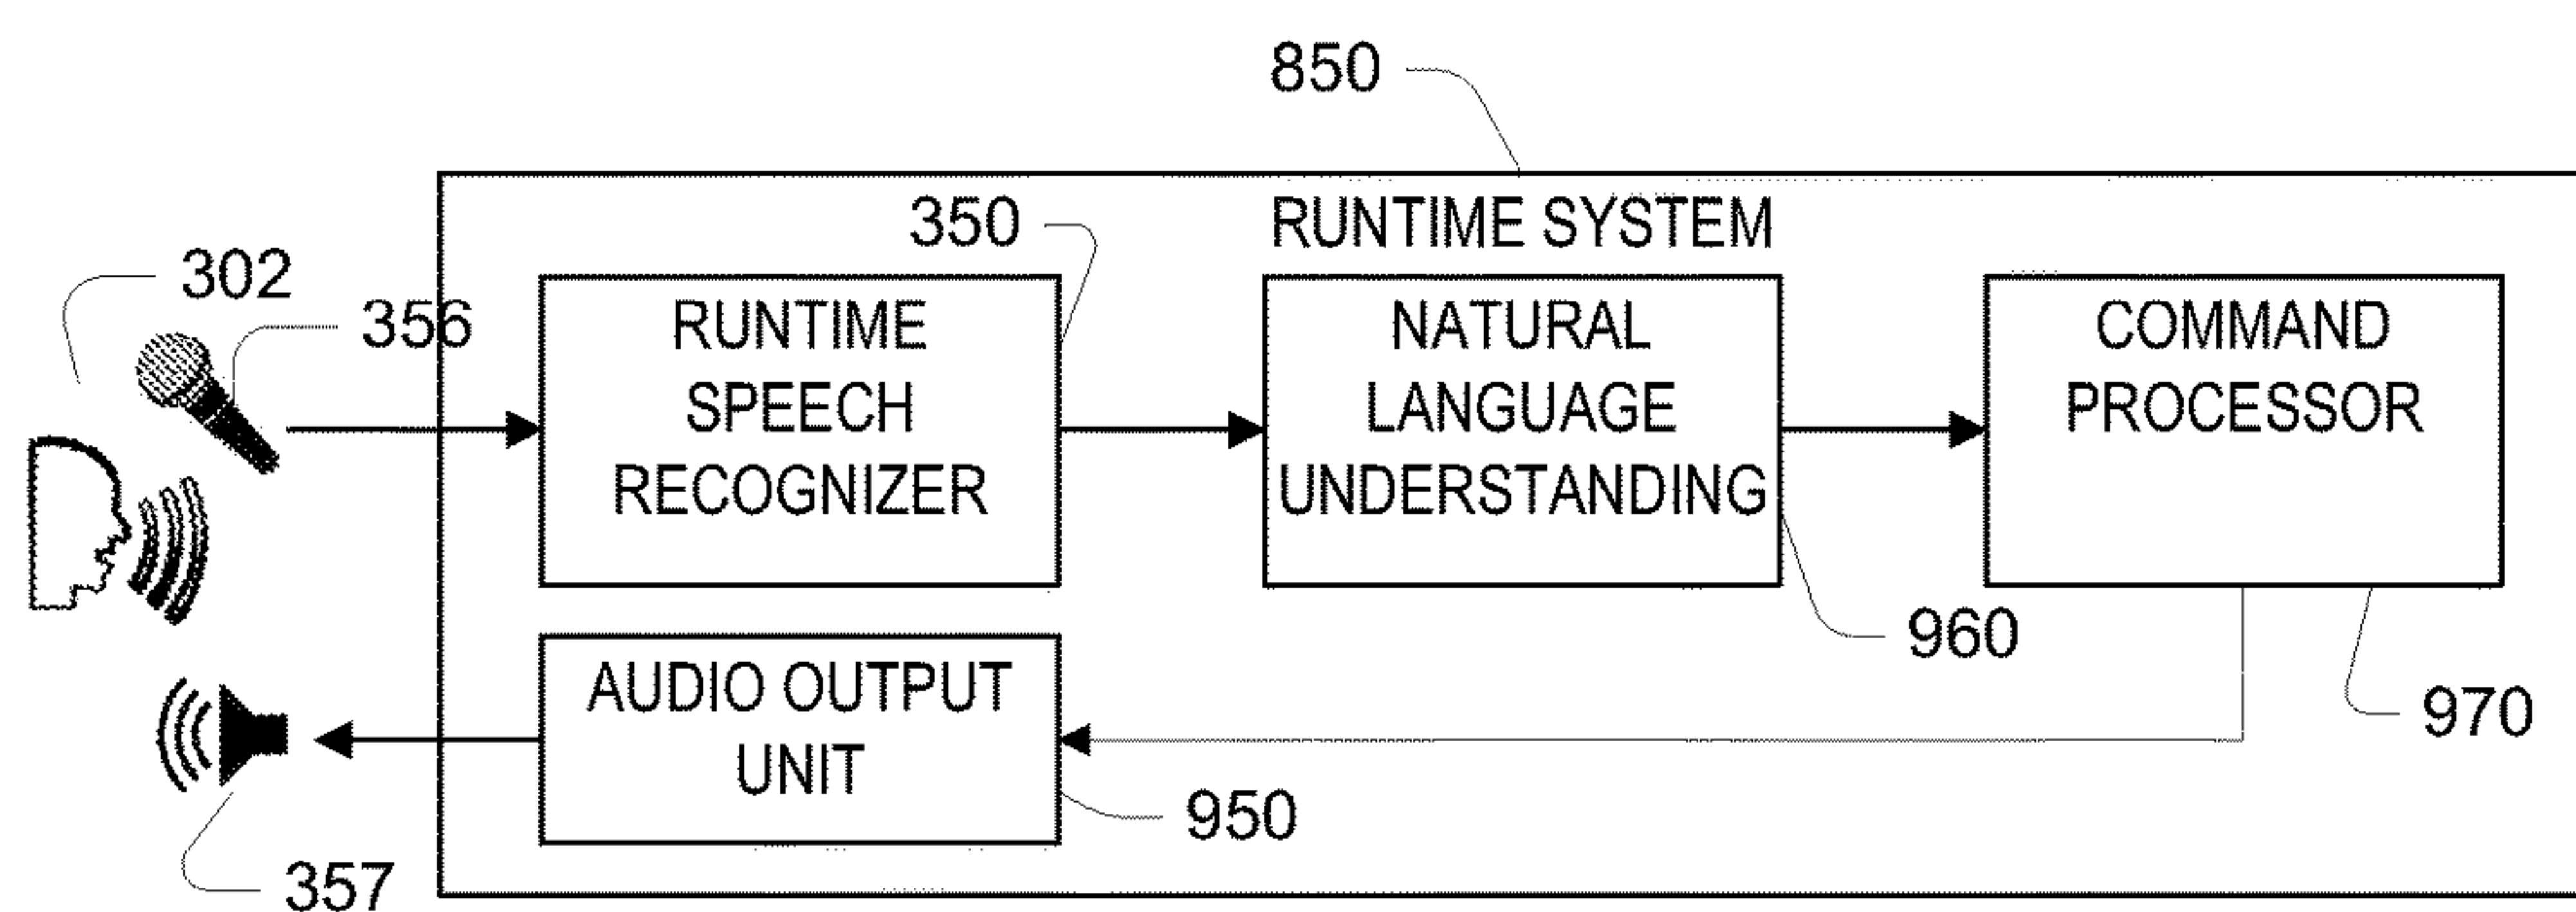 850
RUNTIME SYSTEM
350
302
356
RUNTIME
SPEECH
RECOGNIZER
NATURAL
LANGUAGE
UNDERSTANDING
COMMAND
PROCESSOR
960
970
AUDIO OUTPUT
UNIT
950
357